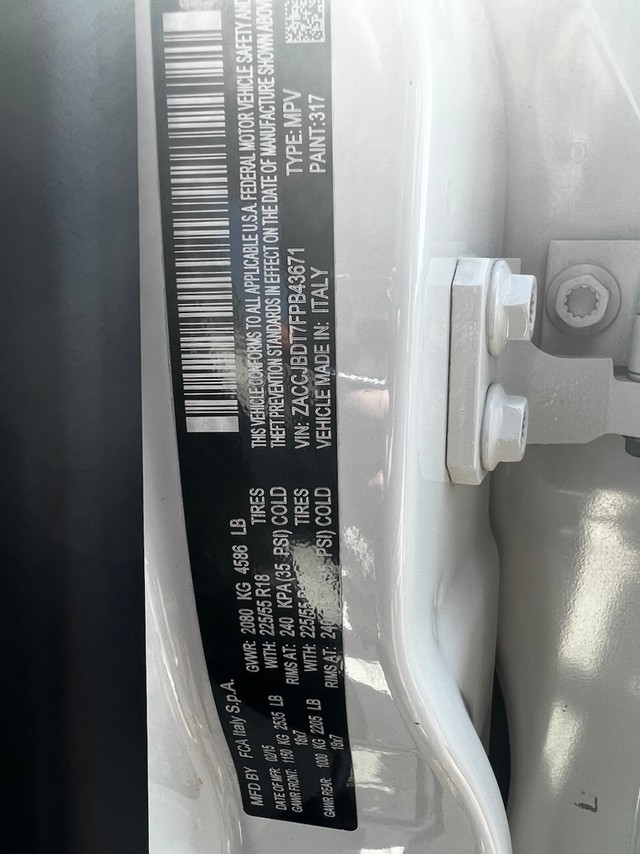 MFD BY FCA Italy S.p.A. GVWR: 2080 KG 4586 LB
DATE OF MFR: 02/15 WITH: 225/55 R18 TIRES
GAWR FRONT: 1150 KG 2535 LB RIMS AT: 240 KPA(35 PSI) COLD
18x7 WITH: 225/55 TIRES
GAWR REAR: 1000 KG 2205 LB RIMS AT: PSI) COLD
18x7
THIS VEHICLE CONFORMS TO ALL APPLICABLE U.S.A. FEDERAL MOTOR VEHICLE SAFETY AND
THEFT PREVENTION STANDARDS IN EFFECT ON THE DATE OF MANUFACTURE SHOWN ABOVE
VIN: ZACCJBDT7FPB43671 TYPE: MPV
VEHICLE MADE IN: ITALY PAINT:317